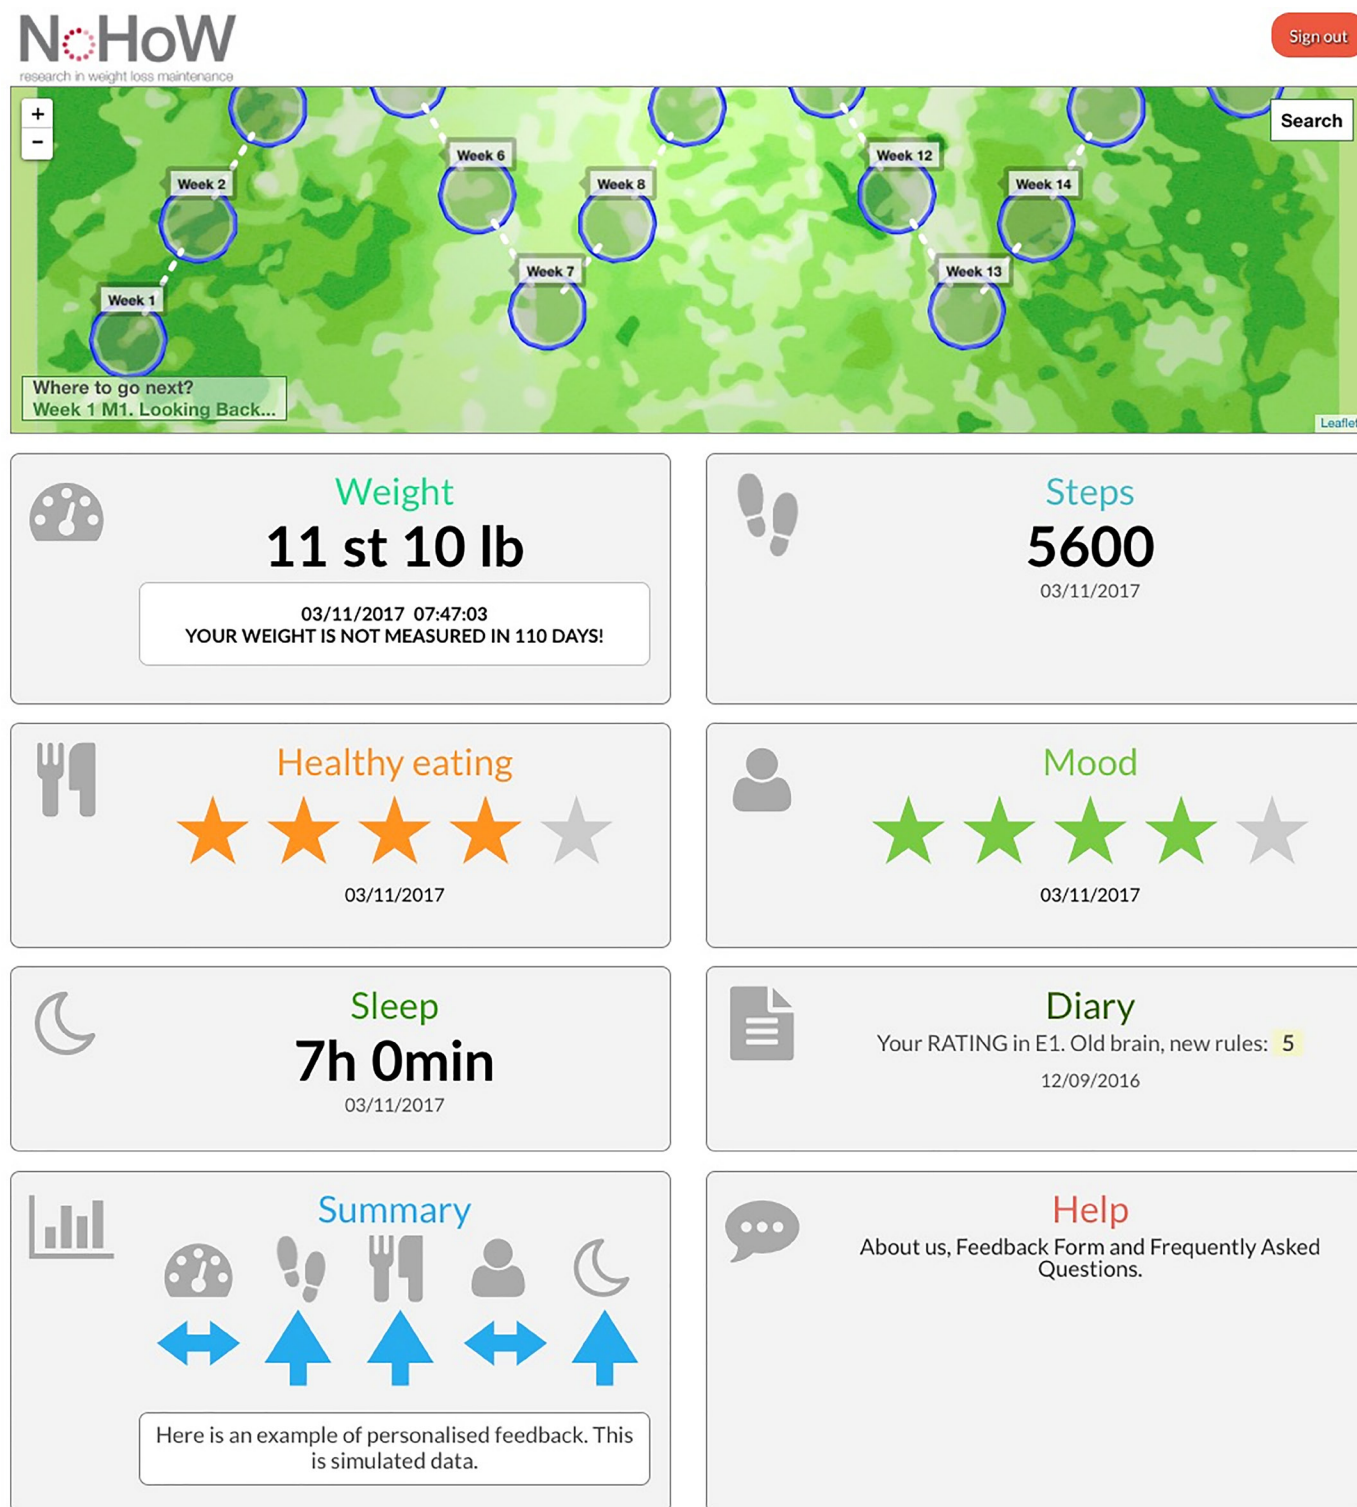 NoHoW
research in weight loss maintenance
Sign out
+
−
Search
Week 6
Week 12
Week 2
Week 8
Week 14
Week 7
Week 13
Week 1
Where to go next?
Week 1 M1. Looking Back...
Leaflet
Weight
11 st 10 lb
03/11/2017 07:47:03
YOUR WEIGHT IS NOT MEASURED IN 110 DAYS!
Steps
5600
03/11/2017
Healthy eating
03/11/2017
Mood
03/11/2017
Sleep
7h 0min
03/11/2017
Diary
Your RATING in E1. Old brain, new rules: 5
12/09/2016
Summary
Here is an example of personalised feedback. This
is simulated data.
Help
About us, Feedback Form and Frequently Asked
Questions.